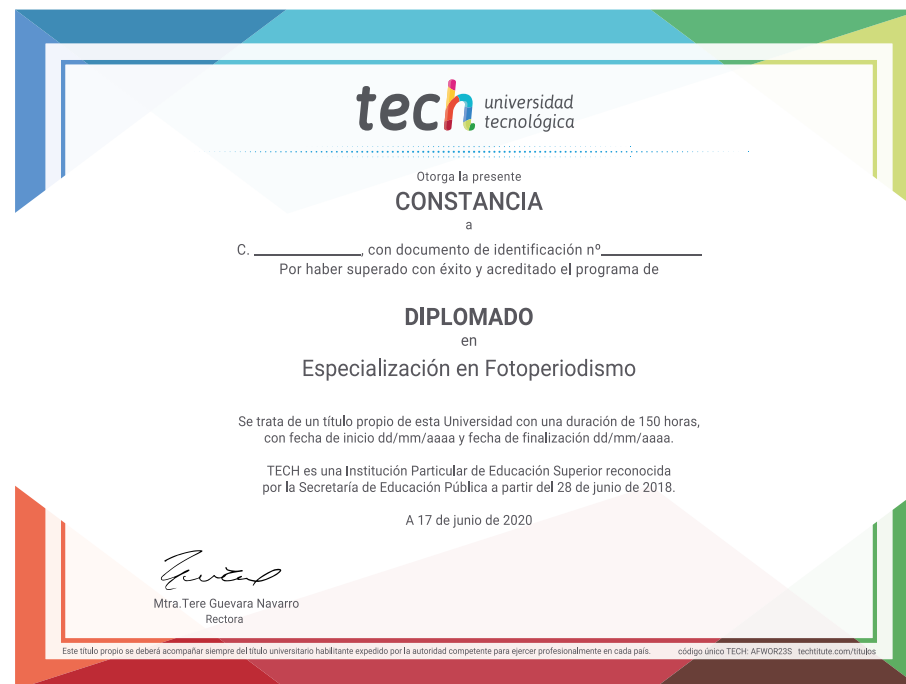 tech universidad
tecnológica
Otorga la presente
CONSTANCIA
a
C. ____________, con documento de identificación nº____________
Por haber superado con éxito y acreditado el programa de
DIPLOMADO
en
Especialización en Fotoperiodismo
Se trata de un título propio de esta Universidad con una duración de 150 horas,
con fecha de inicio dd/mm/aaaa y fecha de finalización dd/mm/aaaa.
TECH es una Institución Particular de Educación Superior reconocida
por la Secretaría de Educación Pública a partir del 28 de junio de 2018.
A 17 de junio de 2020
Mtra.Tere Guevara Navarro
Rectora
Este título propio se deberá acompañar siempre del título universitario habilitante expedido por la autoridad competente para ejercer profesionalmente en cada país. código único TECH: AFWOR23S techtitute.com/titulos